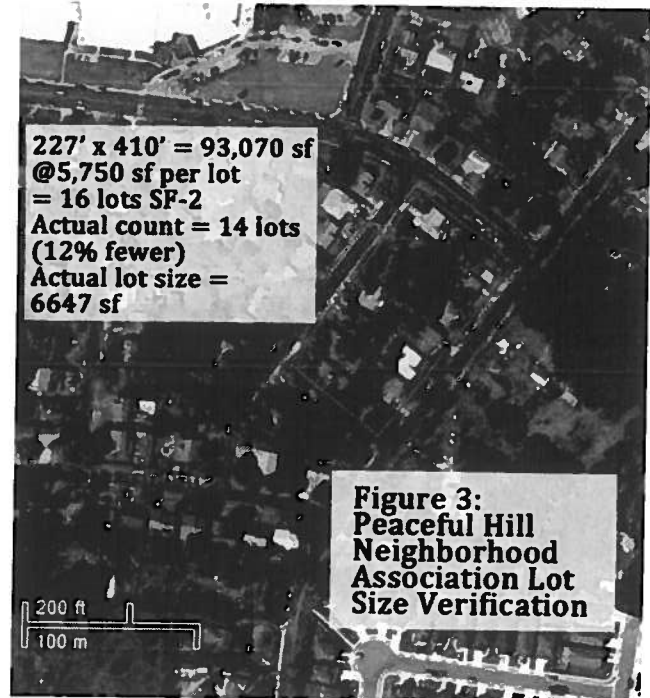 227' x 410' = 93,070 sf
@5,750 sf per lot
= 16 lots SF-2
Actual count = 14 lots
(12% fewer)
Actual lot size =
6647 sf
Figure 3:
Peaceful Hill
Neighborhood
Association Lot
Size Verification
200 ft
100 m